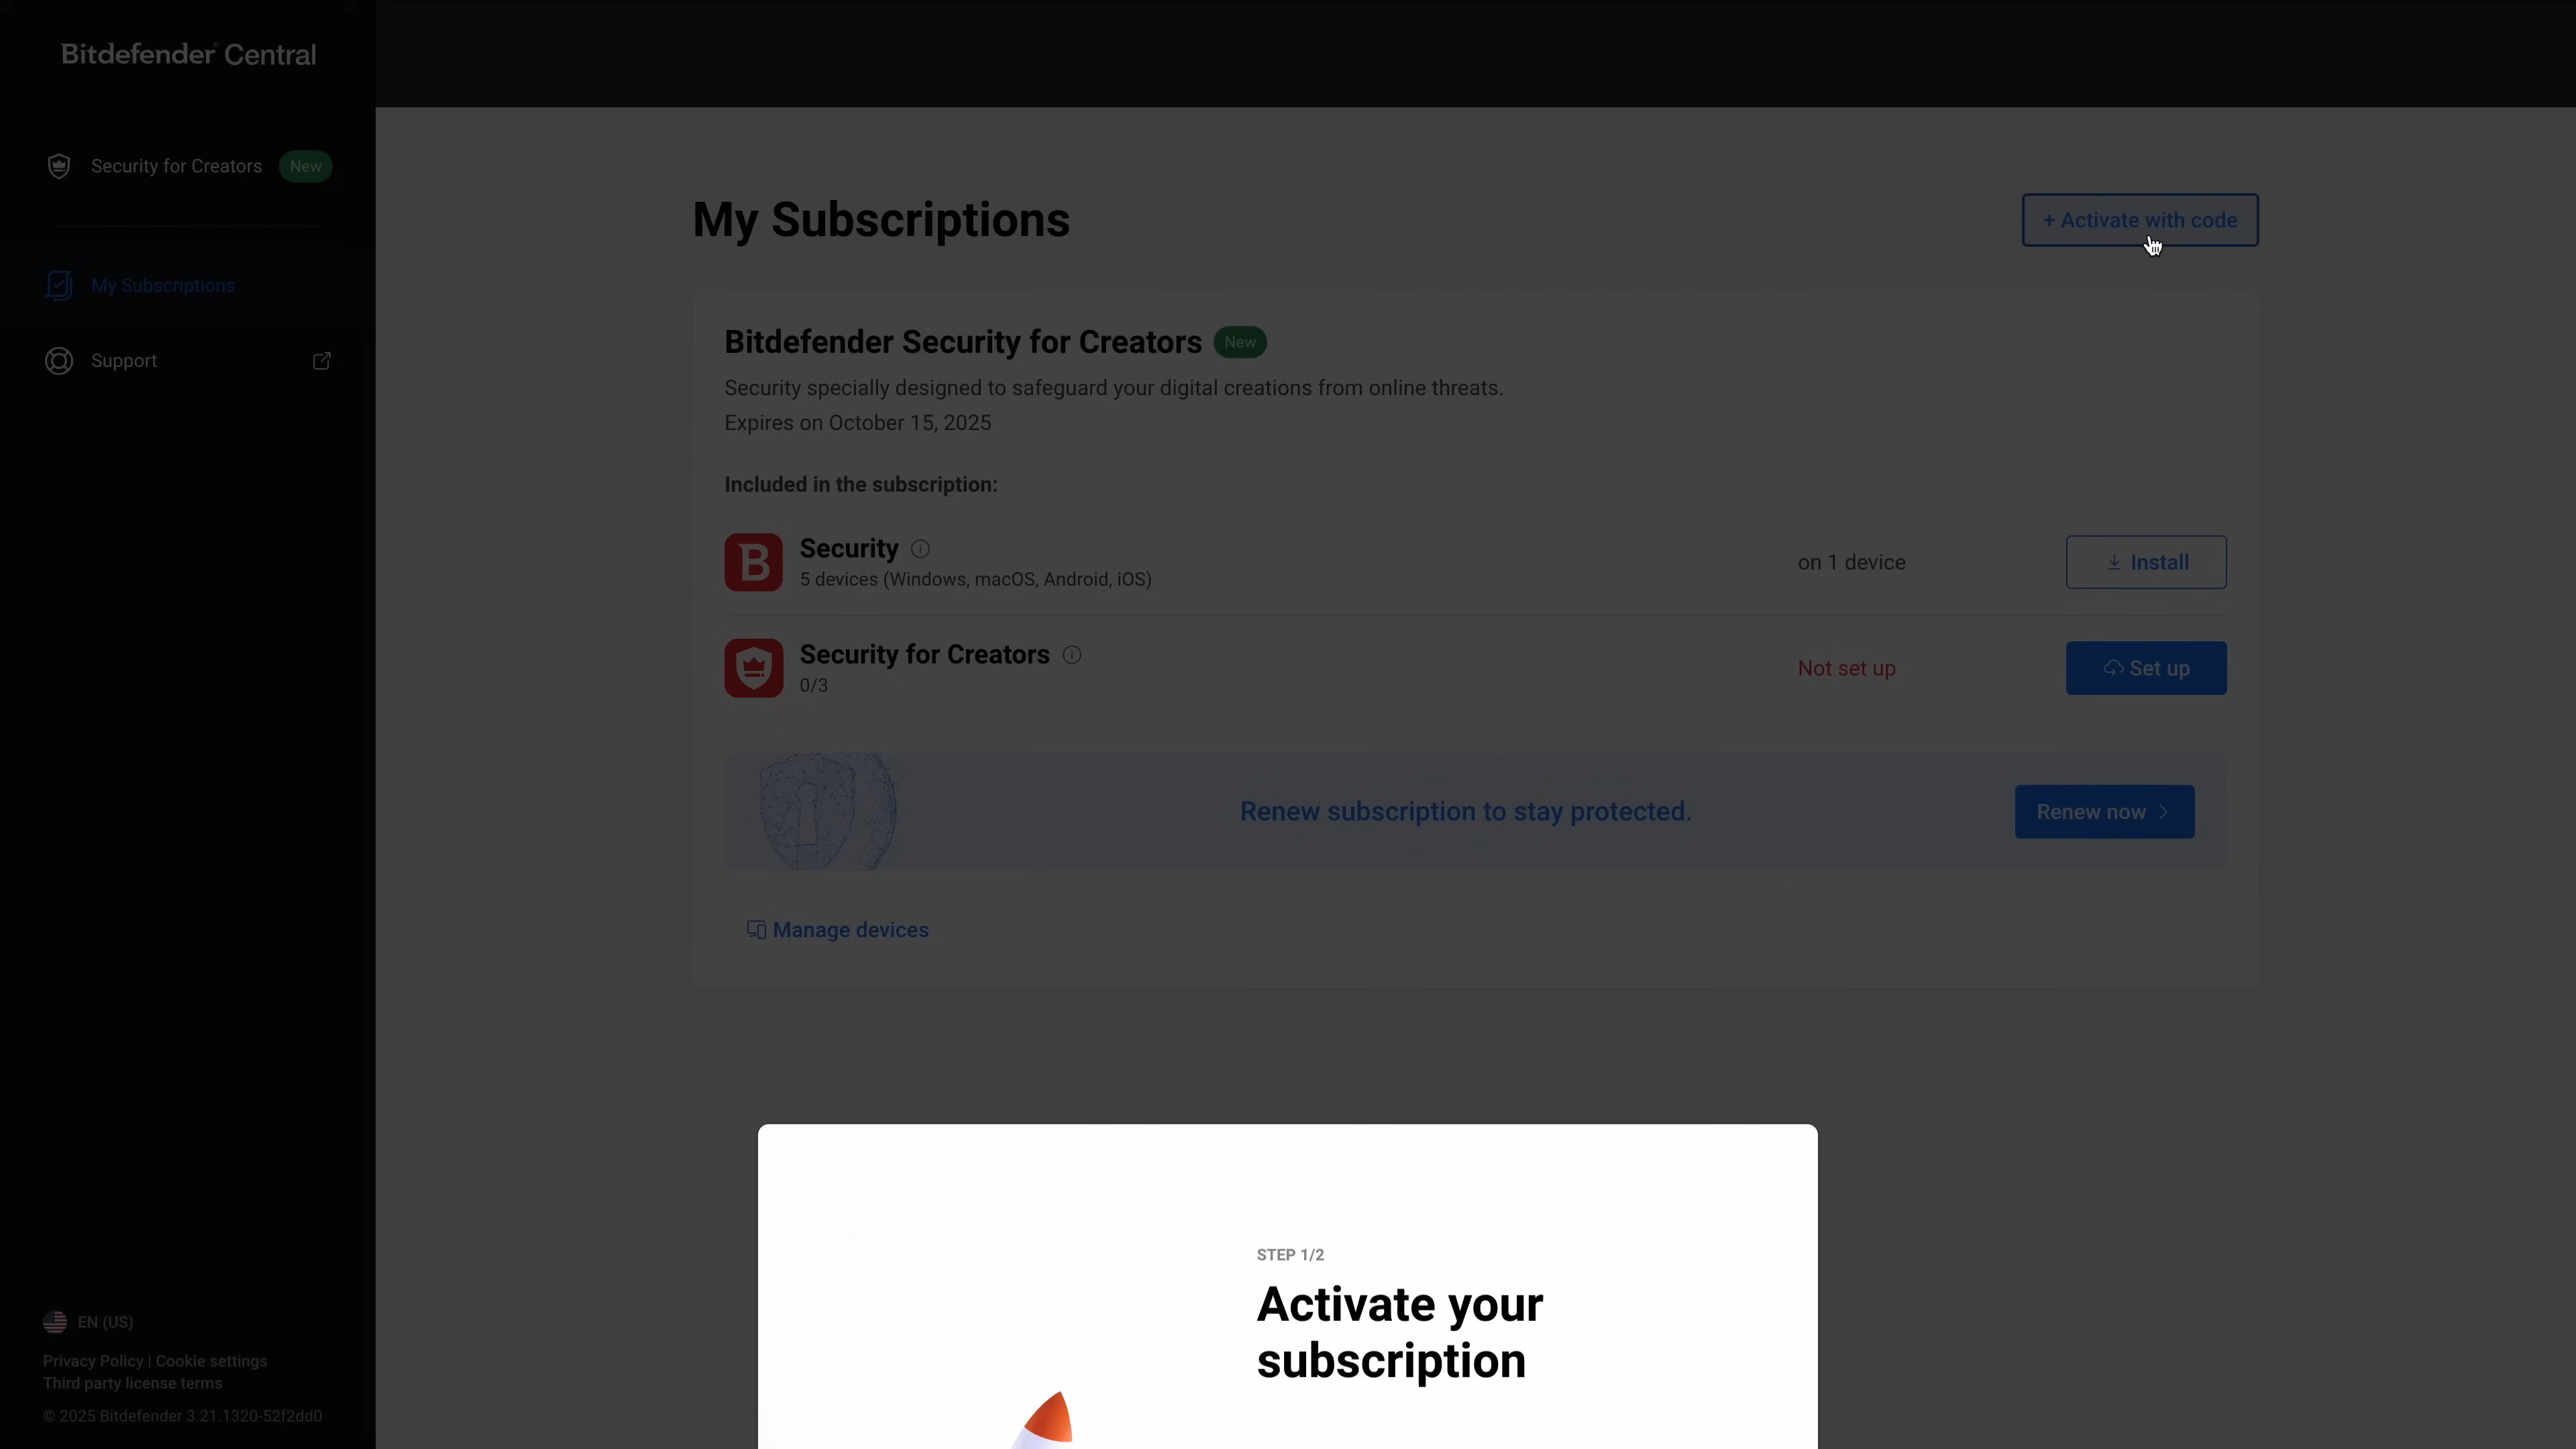 Bitdefender Central
Security for Creators New
My Subscriptions
Support
EN (US)
Privacy Policy | Cookie settings
Third party license terms
© 2025 Bitdefender 3.21.1320-52f2dd0
My Subscriptions
+ Activate with code
Bitdefender Security for Creators New
Security specially designed to safeguard your digital creations from online threats.
Expires on October 15, 2025
Included in the subscription:
B
Security
5 devices (Windows, macOS, Android, iOS)
on 1 device
Install
Security for Creators
0/3
Not set up
Set up
Renew subscription to stay protected.
Renew now
Manage devices
STEP 1/2
Activate your
subscription